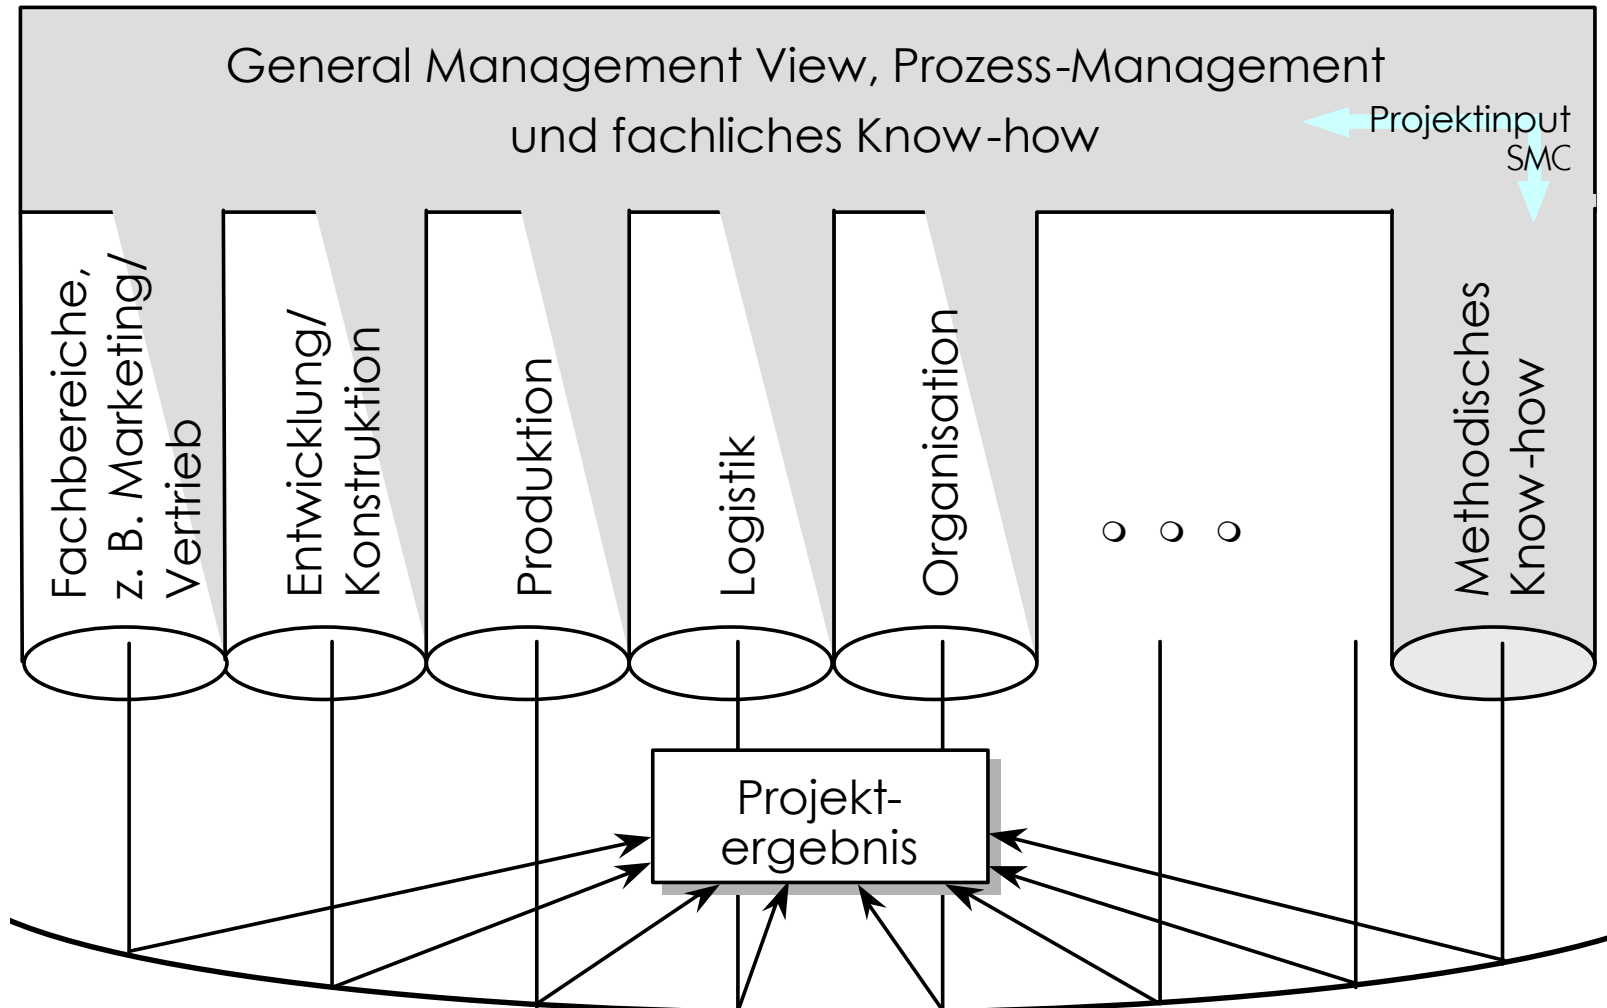 General Management View, Prozess-Management
und fachliches Know-how
Projektinput
SMC
Fachbereiche,
z. B. Marketing/
Vertrieb
Entwicklung/
Konstruktion
Produktion
Logistik
Organisation
Methodisches
Know-how
Projekt-
ergebnis